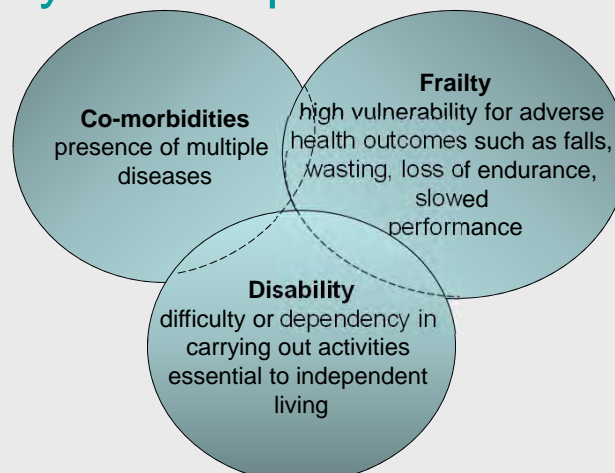 Co-morbidities
presence of multiple
diseases
Frailty
high vulnerability for adverse
health outcomes such as falls,
wasting, loss of endurance,
slowed
performance
Disability
difficulty or dependency in
carrying out activities
essential to independent
living